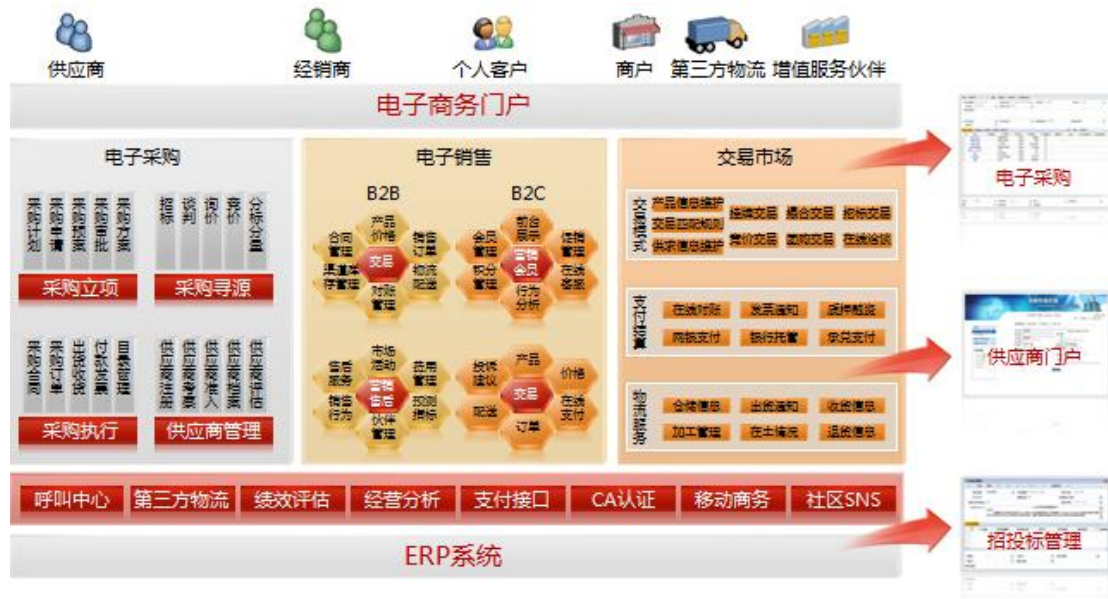 供应商
经销商
个人客户
商户
第三方物流
增值服务伙伴
电子商务门户
电子采购
采购计划
采购申请
采购预案
采购审批
采购方案
采购立项
招标
谈判
询价
竞价
分标分量
采购寻源
采购合同
采购订单
付款发票
目录管理
采购执行
供应商注册
供应商考察
供应商准入
供应商档案
供应商评估
供应商管理
电子销售
B2B
产品价格
合同管理
销售订单
交易
渠道库存管理
物流配送
对账管理
市场活动
售后服务
费用管理
营销售后
销售行为
预测指标
伙伴管理
B2C
前台展示
会员管理
促销管理
营销会员
积分管理
在线客服
行为分析
产品
投诉建议
价格
交易
配送
在线支付
订单
交易市场
交易模式
产品信息维护
交易匹配规则
供求信息维护
挂牌交易
撮合交易
招标交易
竞价交易
团购交易
在线洽谈
支付结算
在线对账
发票通知
质押融资
网银支付
银行托管
承兑支付
物流服务
仓储信息
出货通知
收货信息
加工管理
在土情况
退货信息
呼叫中心
第三方物流
绩效评估
经营分析
支付接口
CA认证
移动商务
社区SNS
ERP系统
电子采购
供应商门户
招投标管理